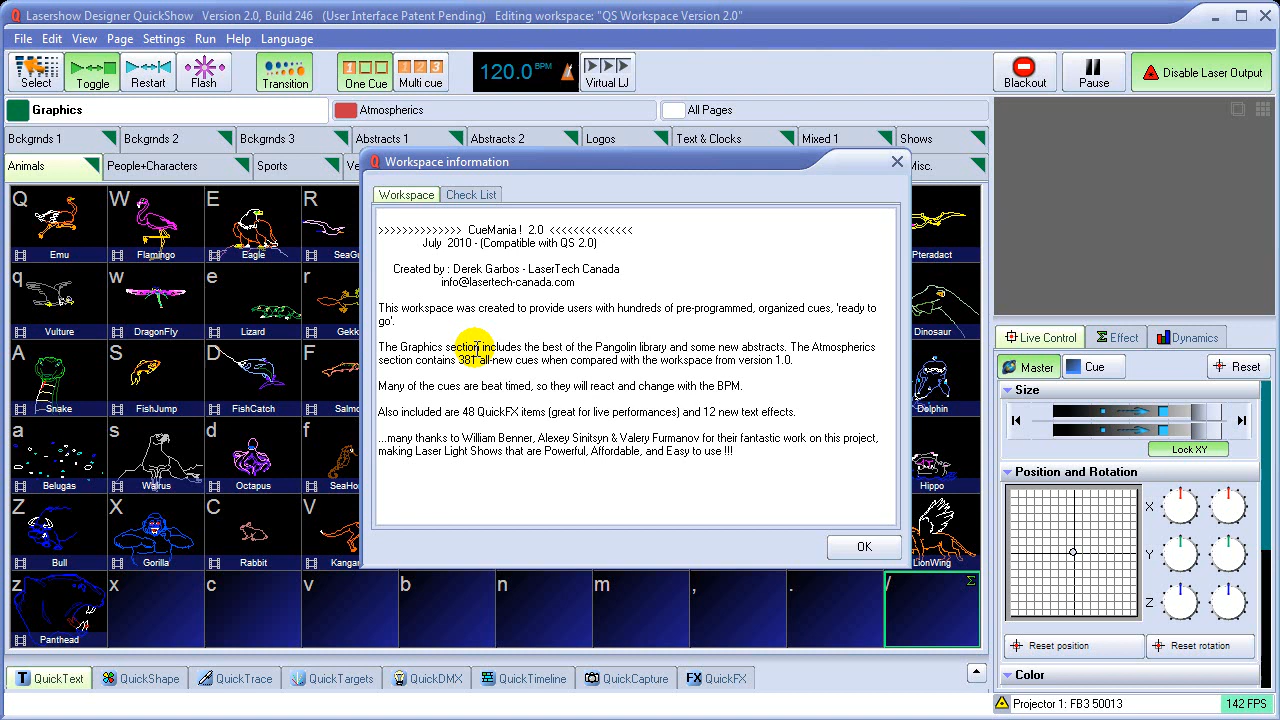 Lasershow Designer QuickShow Version 2.0, Build 246 (User Interface Patent Pending) Editing workspace: "QS Workspace Version 2.0"
File Edit View Page Settings Run Help Language
Select Toggle Restart Flash Transition One Cue Multi cue 120.0 BPM Virtual LJ Blackout Pause Disable Laser Output
Graphics Atmospherics All Pages
Bckgrnds 1 Bckgrnds 2 Bckgrnds 3 Abstracts 1 Abstracts 2 Logos Text & Clocks Mixed 1 Shows
Animals People+Characters Sports Misc.
Workspace information
Workspace Check List
>>>>>>>>>>>>>> CueMania ! 2.0 <<<<<<<<<<<<<<
July 2010 - (Compatible with QS 2.0)
Created by : Derek Garbos - LaserTech Canada
info@lasertech-canada.com
This workspace was created to provide users with hundreds of pre-programmed, organized cues, 'ready to
go'.
The Graphics section includes the best of the Pangolin library and some new abstracts. The Atmospherics
section contains 381 all-new cues when compared with the workspace from version 1.0.
Many of the cues are beat timed, so they will react and change with the BPM.
Also included are 48 QuickFX items (great for live performances) and 12 new text effects.
...many thanks to William Benner, Alexey Sinitsyn & Valery Furmanov for their fantastic work on this project,
making Laser Light Shows that are Powerful, Affordable, and Easy to use !!!
OK
Q W E R
Emu Flamingo Eagle Pteradact
q w e r
Vulture DragonFly Lizard Dinosaur
A S D F
Snake FishJump FishCatch Dolphin
a s d f
Belugas Walrus Octapus Hippo
Z X C V
Bull Gorilla Rabbit LionWing
z x c v b n m , . /
Panthead
Live Control Effect Dynamics
Master Cue Reset
Size
Lock XY
Position and Rotation
X
Y
Z
Reset position Reset rotation
Color
QuickText QuickShape QuickTrace QuickTargets QuickDMX QuickTimeline QuickCapture FX QuickFX
Projector 1: FB3 50013 142 FPS